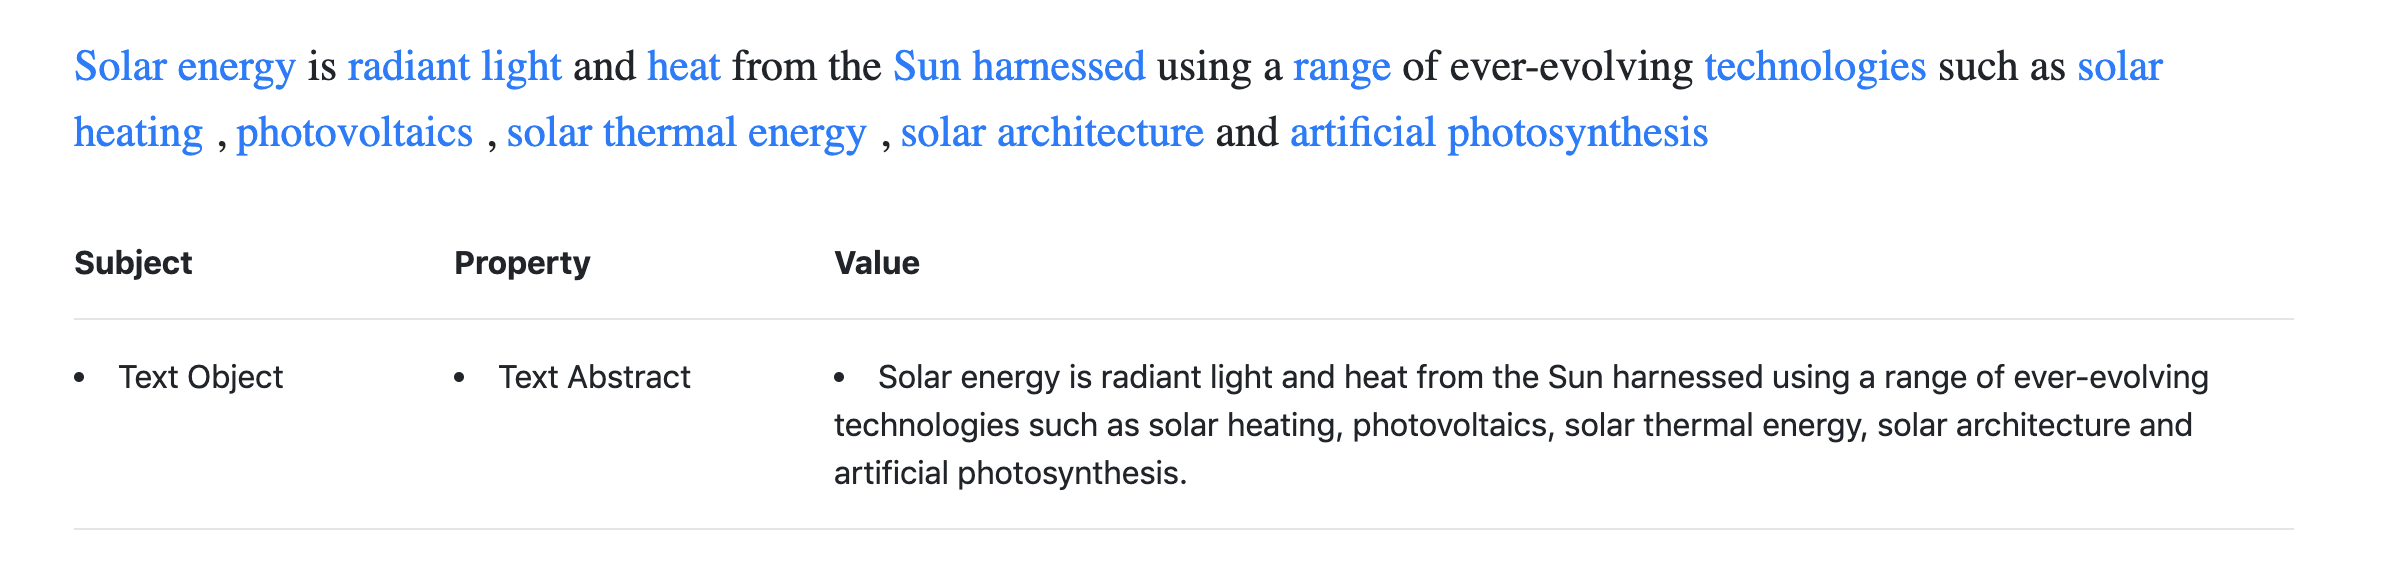 Solar energy is radiant light and heat from the Sun harnessed using a range of ever-evolving technologies such as solar
heating , photovoltaics , solar thermal energy , solar architecture and artificial photosynthesis
Subject Property Value
• Text Object • Text Abstract • Solar energy is radiant light and heat from the Sun harnessed using a range of ever-evolving
technologies such as solar heating, photovoltaics, solar thermal energy, solar architecture and
artificial photosynthesis.